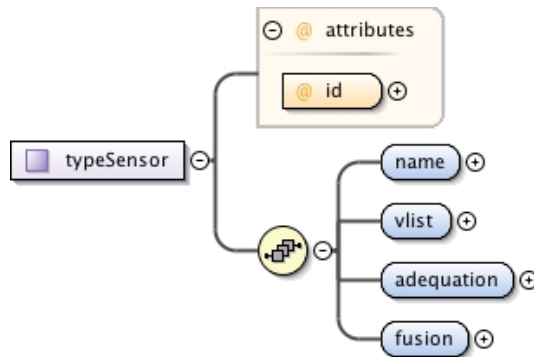 @ attributes
@ id
typeSensor
name
vlist
adequation
fusion